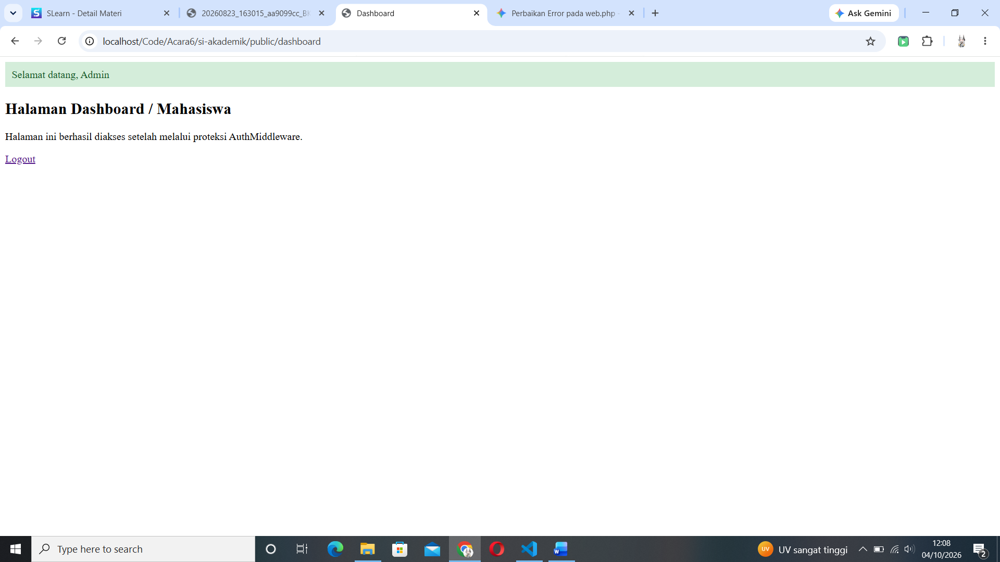 SLearn - Detail Materi
20260823_163015_aa9099cc_BK
Dashboard
Perbaikan Error pada web.php -
Ask Gemini
localhost/Code/Acara6/si-akademik/public/dashboard
Selamat datang, Admin
Halaman Dashboard / Mahasiswa
Halaman ini berhasil diakses setelah melalui proteksi AuthMiddleware.
Logout
Type here to search
UV
UV sangat tinggi
12:08
04/10/2026
2